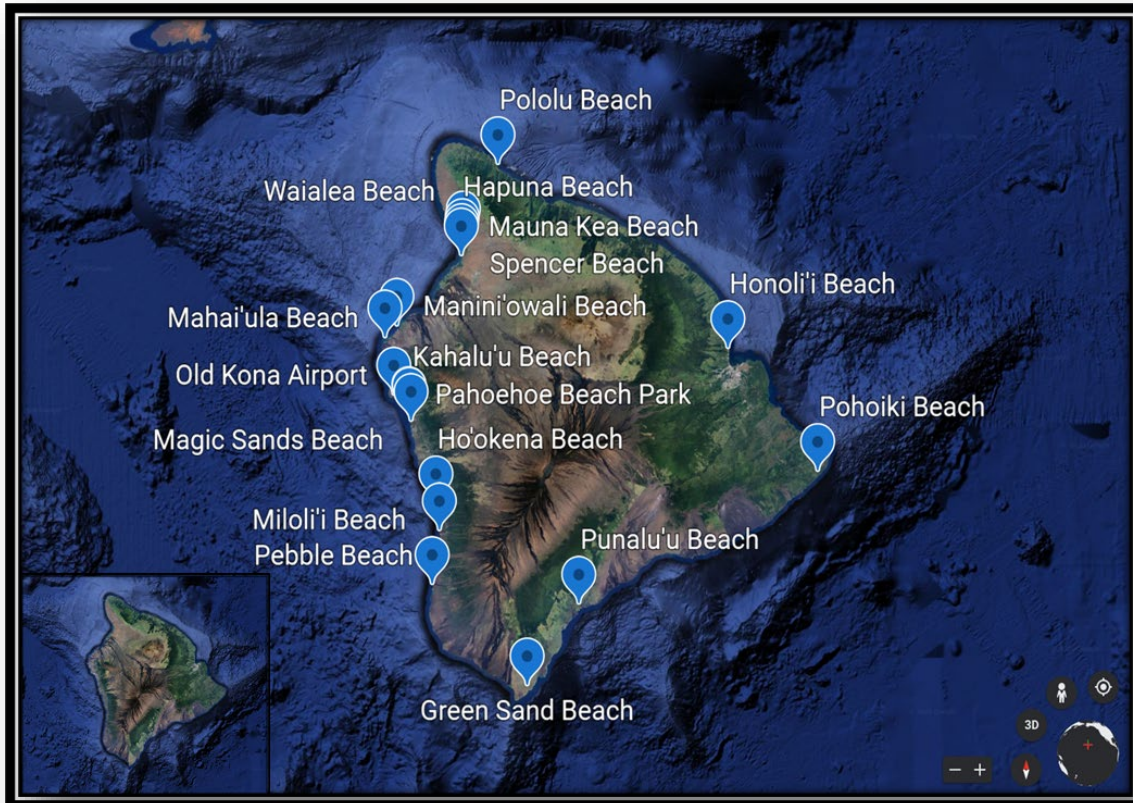 Pololu Beach
Waialea Beach
Hapuna Beach
Mauna Kea Beach
Spencer Beach
Honoli'i Beach
Manini'owali Beach
Mahai'ula Beach
Kahalu'u Beach
Old Kona Airport
Pahoehoe Beach Park
Pohoiki Beach
Magic Sands Beach
Ho'okena Beach
Miloli'i Beach
Punalu'u Beach
Pebble Beach
Green Sand Beach
3D